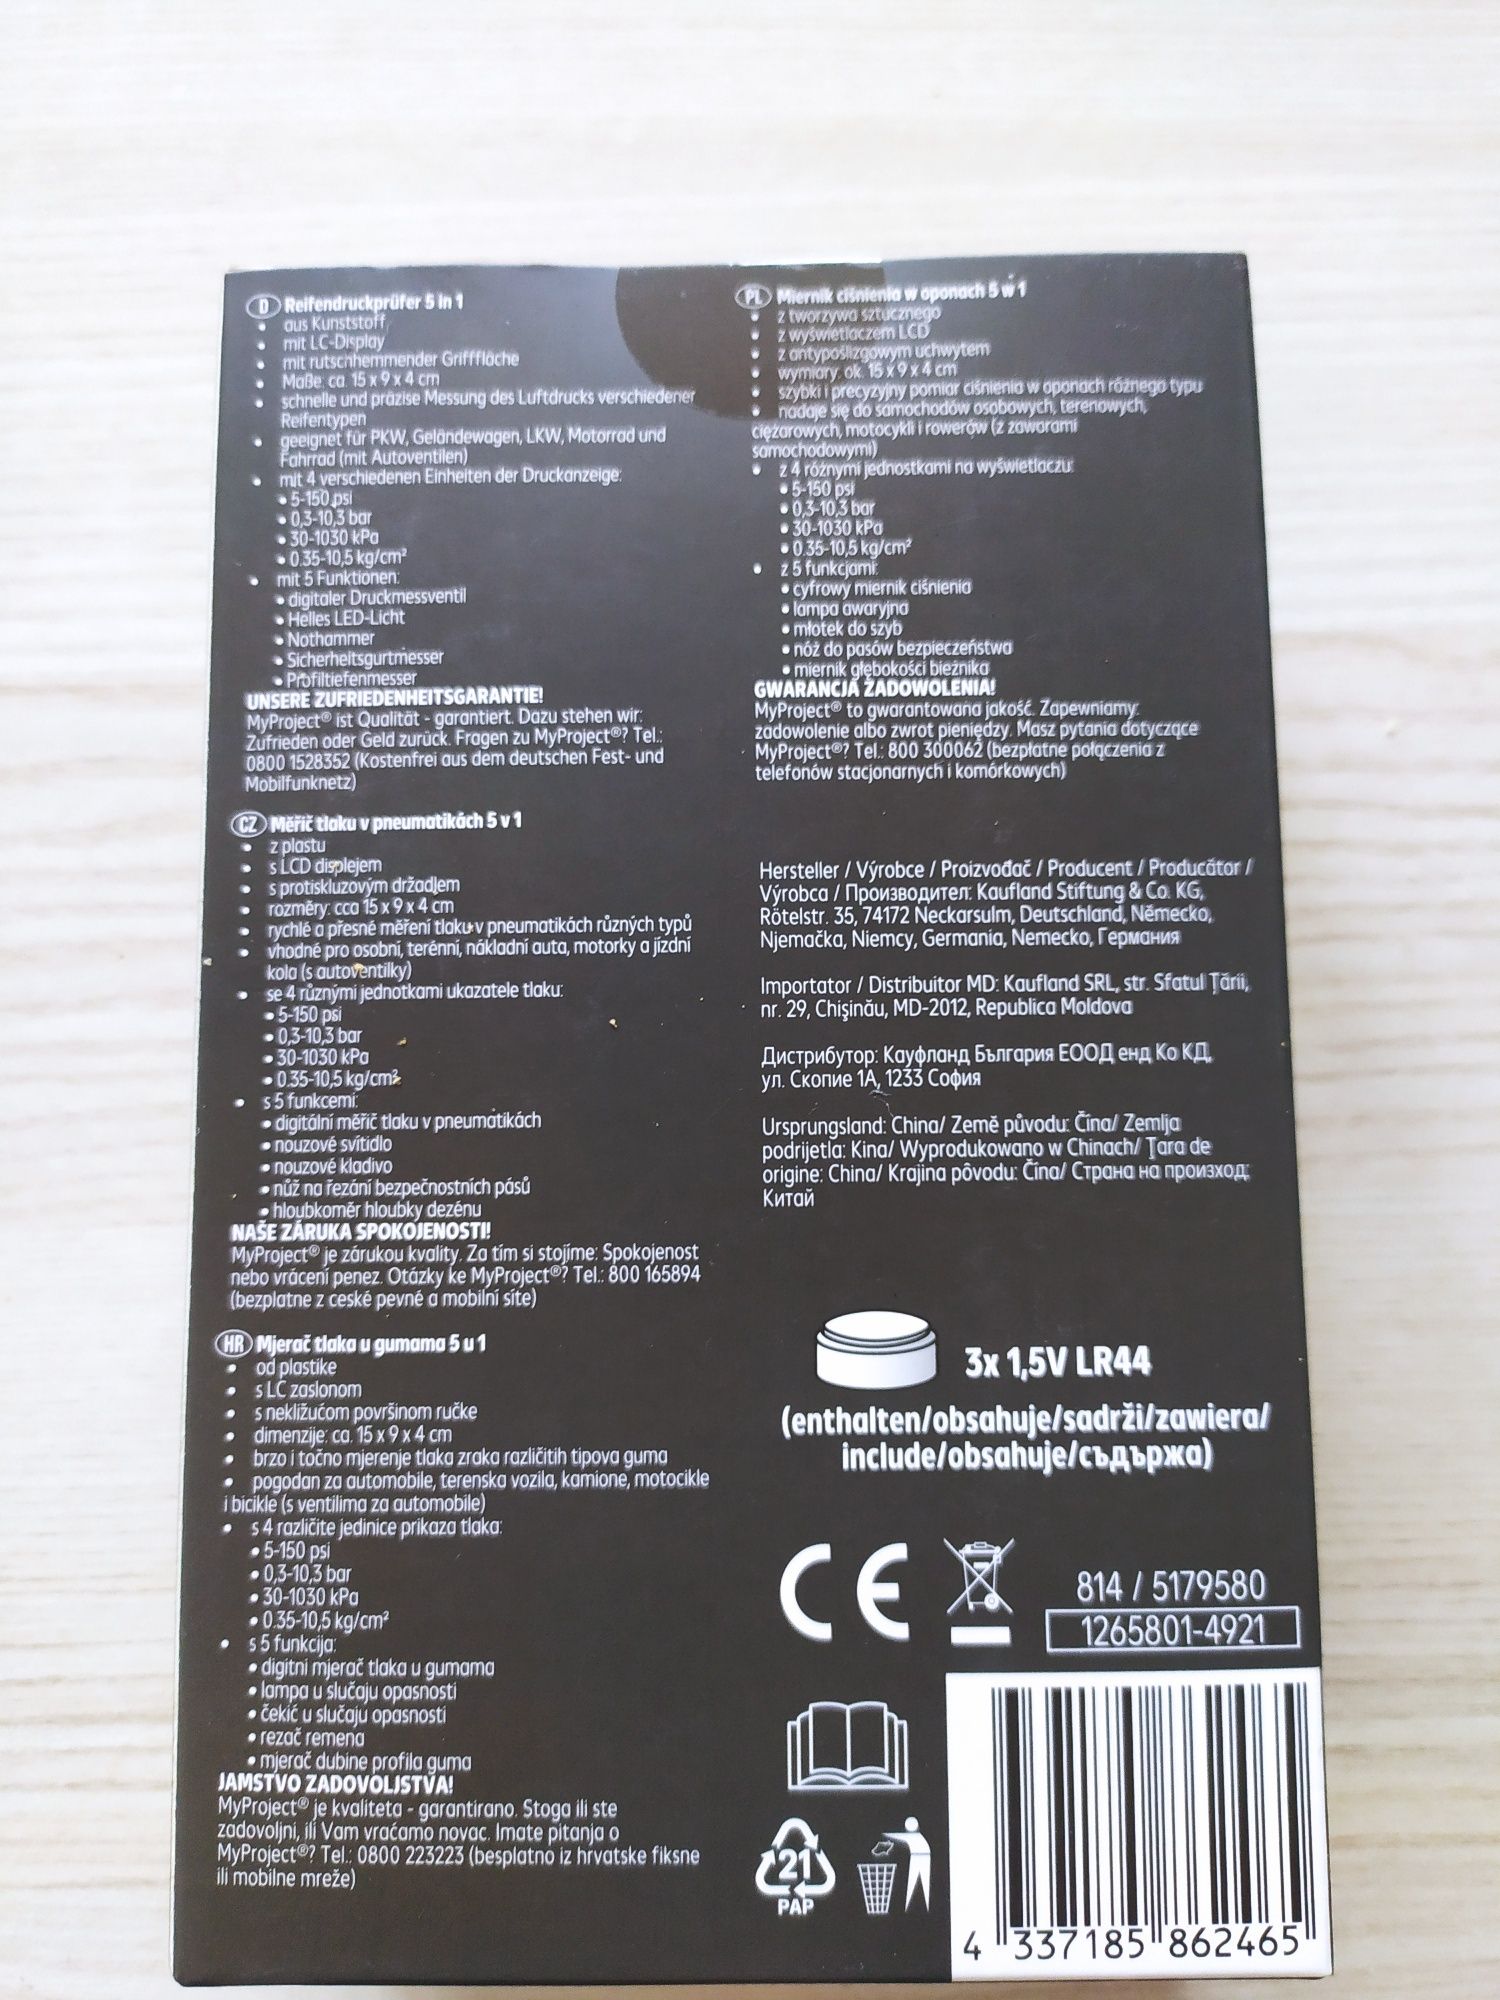 D Reifendruckprüfer 5 in 1
• aus Kunststoff
• mit LC-Display
• mit rutschhemmender Grifffläche
• Maße: ca. 15 x 9 x 4 cm
• schnelle und präzise Messung des Luftdrucks verschiedener
Reifentypen
• geeignet für PKW, Geländewagen, LKW, Motorrad und
Fahrrad (mit Autoventilen)
• mit 4 verschiedenen Einheiten der Druckanzeige:
• 5-150 psi
• 0,3-10,3 bar
• 30-1030 kPa
• 0.35-10,5 kg/cm²
• mit 5 Funktionen:
• digitaler Druckmessventil
• Helles LED-Licht
• Nothammer
• Sicherheitsgurtmesser
• Profiltiefenmesser
UNSERE ZUFRIEDENHEITSGARANTIE!
MyProject® ist Qualität - garantiert. Dazu stehen wir:
Zufrieden oder Geld zurück. Fragen zu MyProject®? Tel.:
0800 1528352 (Kostenfrei aus dem deutschen Fest- und
Mobilfunknetz)
CZ Měřič tlaku v pneumatikách 5 v 1
• z plastu
• s LCD displejem
• s protiskluzovým držadlem
• rozměry: cca 15 x 9 x 4 cm
• rychlé a přesné měření tlaku v pneumatikách různých typů
• vhodné pro osobní, terénní, nákladní auta, motorky a jízdní
kola (s autoventilky)
• se 4 různými jednotkami ukazatele tlaku:
• 5-150 psi
• 0,3-10,3 bar
• 30-1030 kPa
• 0.35-10,5 kg/cm²
• s 5 funkcemi:
• digitální měřič tlaku v pneumatikách
• nouzové svítidlo
• nouzové kladivo
• nůž na řezání bezpečnostních pásů
• hloubkoměr hloubky dezénu
NAŠE ZÁRUKA SPOKOJENOSTI!
MyProject® je zárukou kvality. Za tím si stojíme: Spokojenost
nebo vrácení peněz. Otázky ke MyProject®? Tel.: 800 165894
(bezplatne z ceské pevné a mobilní síte)
HR Mjerač tlaka u gumama 5 u 1
• od plastike
• s LC zaslonom
• s nekližućom površinom ručke
• dimenzije: ca. 15 x 9 x 4 cm
• brzo i točno mjerenje tlaka zraka različitih tipova guma
• pogodan za automobile, terenska vozila, kamione, motocikle
i bicikle (s ventilima za automobile)
• s 4 različite jedinice prikaza tlaka:
• 5-150 psi
• 0,3-10,3 bar
• 30-1030 kPa
• 0.35-10,5 kg/cm²
• s 5 funkcija:
• digitni mjerač tlaka u gumama
• lampa u slučaju opasnosti
• čekić u slučaju opasnosti
• rezač remena
• mjerač dubine profila guma
JAMSTVO ZADOVOLJSTVA!
MyProject® je kvaliteta - garantirano. Stoga ili ste
zadovoljni, ili Vam vraćamo novac. Imate pitanja o
MyProject®? Tel.: 0800 223223 (besplatno iz hrvatske fiksne
ili mobilne mreže)
PL Miernik ciśnienia w oponach 5 w 1
• z tworzywa sztucznego
• z wyświetlaczem LCD
• z antypoślizgowym uchwytem
• wymiary: ok. 15 x 9 x 4 cm
• szybki i precyzyjny pomiar ciśnienia w oponach różnego typu
• nadaje się do samochodów osobowych, terenowych,
ciężarowych, motocykli i rowerów (z zaworami
samochodowymi)
• z 4 różnymi jednostkami na wyświetlaczu:
• 5-150 psi
• 0,3-10,3 bar
• 30-1030 kPa
• 0.35-10,5 kg/cm²
• z 5 funkcjami:
• cyfrowy miernik ciśnienia
• lampa awaryjna
• młotek do szyb
• nóż do pasów bezpieczeństwa
• miernik głębokości bieżnika
GWARANCJA ZADOWOLENIA!
MyProject® to gwarantowana jakość. Zapewniamy:
zadowolenie albo zwrot pieniędzy. Masz pytania dotyczące
MyProject®? Tel.: 800 300062 (bezpłatne połączenia z
telefonów stacjonarnych i komórkowych)
Hersteller / Výrobce / Proizvođač / Producent / Producător /
Výrobca / Производител: Kaufland Stiftung & Co. KG,
Rötelstr. 35, 74172 Neckarsulm, Deutschland, Německo,
Njemačka, Niemcy, Germania, Nemecko, Германия
Importator / Distribuitor MD: Kaufland SRL, str. Sfatul Țării,
nr. 29, Chişinău, MD-2012, Republica Moldova
Дистрибутор: Кауфланд България ЕООД енд Ко КД,
ул. Скопие 1А, 1233 София
Ursprungsland: China/ Země původu: Čína/ Zemlja
podrijetla: Kina/ Wyprodukowano w Chinach/ Țara de
origine: China/ Krajina pôvodu: Čína/ Страна на произход:
Китай
3x 1,5V LR44
(enthalten/obsahuje/sadrži/zawiera/
include/obsahuje/съдържа)
CE
814 / 5179580
1265801-4921
21
PAP
4 337185 862465